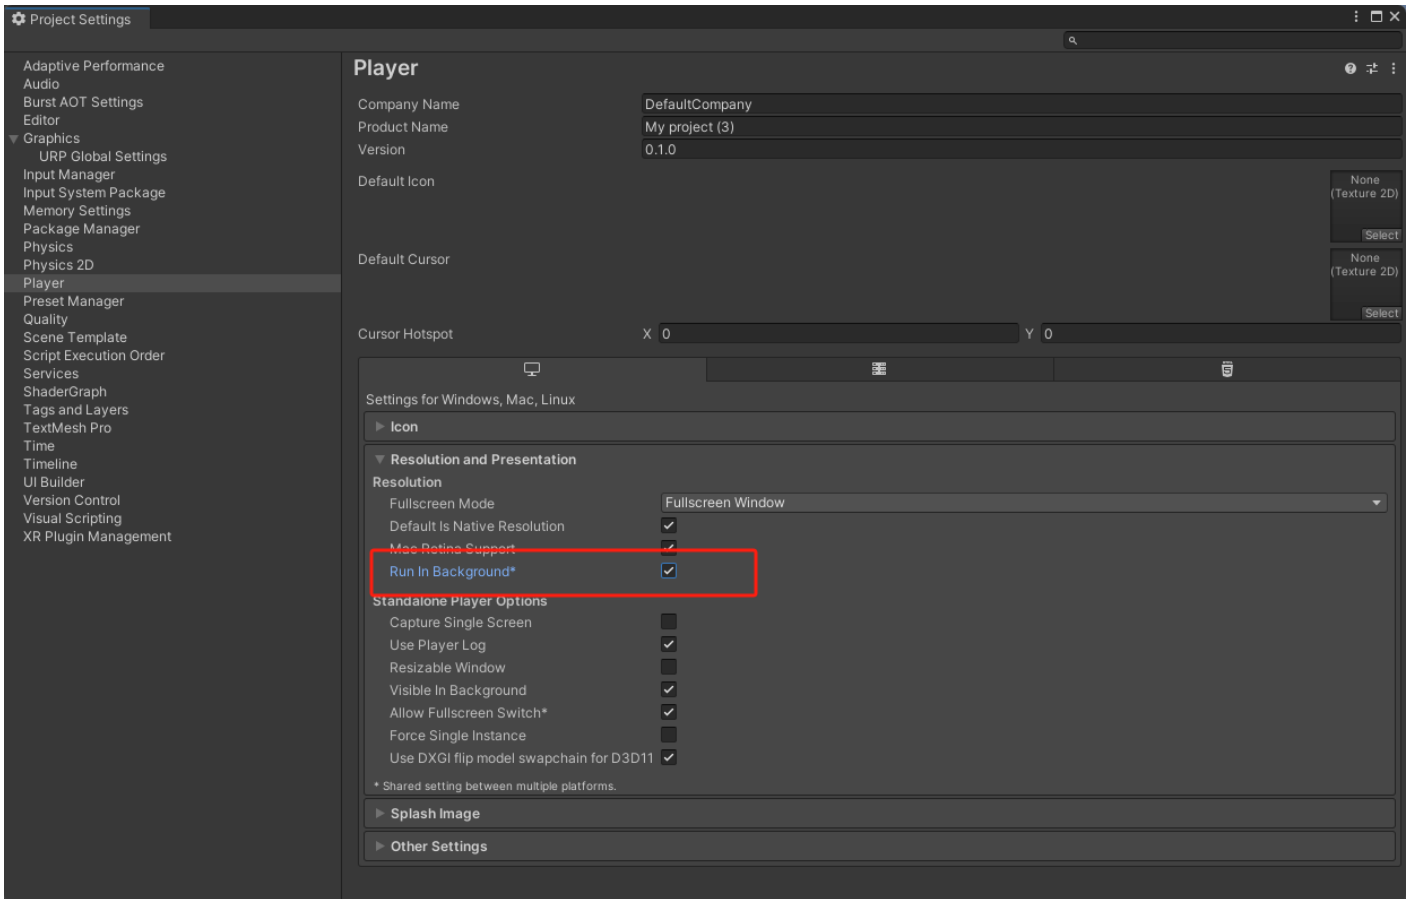 Project Settings
Adaptive Performance
Audio
Burst AOT Settings
Editor
Graphics
URP Global Settings
Input Manager
Input System Package
Memory Settings
Package Manager
Physics
Physics 2D
Player
Preset Manager
Quality
Scene Template
Script Execution Order
Services
ShaderGraph
Tags and Layers
TextMesh Pro
Time
Timeline
UI Builder
Version Control
Visual Scripting
XR Plugin Management
Player
Company Name DefaultCompany
Product Name My project (3)
Version 0.1.0
Default Icon
None
(Texture 2D)
Select
Default Cursor
None
(Texture 2D)
Select
Cursor Hotspot X 0 Y 0
Settings for Windows, Mac, Linux
Icon
Resolution and Presentation
Resolution
Fullscreen Mode Fullscreen Window
Default Is Native Resolution
Mac Retina Support
Run In Background*
Standalone Player Options
Capture Single Screen
Use Player Log
Resizable Window
Visible In Background
Allow Fullscreen Switch*
Force Single Instance
Use DXGI flip model swapchain for D3D11
* Shared setting between multiple platforms.
Splash Image
Other Settings